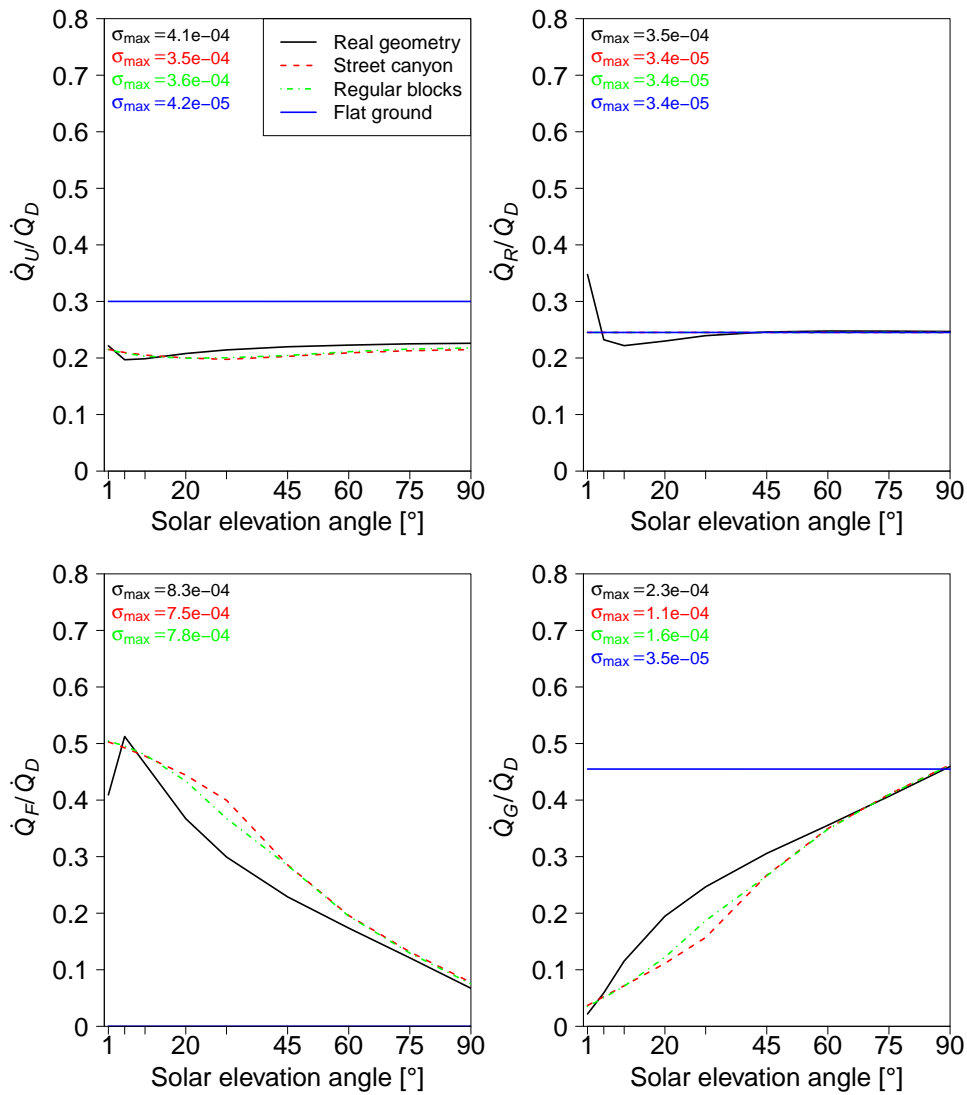 σmax=4.1e−04
σmax=3.5e−04
σmax=3.6e−04
σmax=4.2e−05
Real geometry
Street canyon
Regular blocks
Flat ground
0.8
0.7
0.6
0.5
0.4
0.3
0.2
0.1
0
Q̇U/Q̇D
1 20 45 60 75 90
Solar elevation angle [°]
σmax=3.5e−04
σmax=3.4e−05
σmax=3.4e−05
σmax=3.4e−05
0.8
0.7
0.6
0.5
0.4
0.3
0.2
0.1
0
Q̇R/Q̇D
1 20 45 60 75 90
Solar elevation angle [°]
σmax=8.3e−04
σmax=7.5e−04
σmax=7.8e−04
0.8
0.7
0.6
0.5
0.4
0.3
0.2
0.1
0
Q̇F/Q̇D
1 20 45 60 75 90
Solar elevation angle [°]
σmax=2.3e−04
σmax=1.1e−04
σmax=1.6e−04
σmax=3.5e−05
0.8
0.7
0.6
0.5
0.4
0.3
0.2
0.1
0
Q̇G/Q̇D
1 20 45 60 75 90
Solar elevation angle [°]